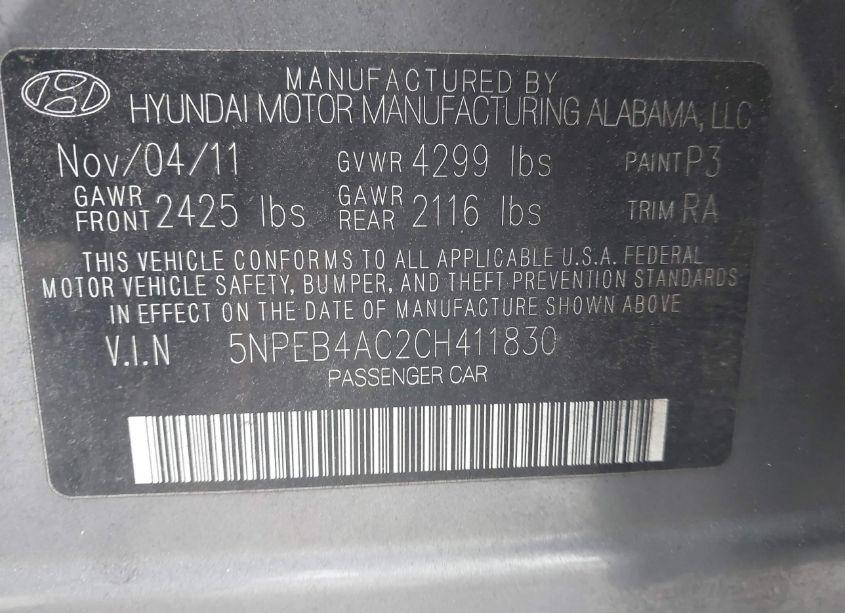 MANUFACTURED BY
HYUNDAI MOTOR MANUFACTURING ALABAMA, LLC
Nov/04/11 GVWR 4299 lbs PAINT P3
GAWR FRONT 2425 lbs GAWR REAR 2116 lbs TRIM RA
THIS VEHICLE CONFORMS TO ALL APPLICABLE U.S.A. FEDERAL
MOTOR VEHICLE SAFETY, BUMPER, AND THEFT PREVENTION STANDARDS
IN EFFECT ON THE DATE OF MANUFACTURE SHOWN ABOVE
V.I.N 5NPEB4AC2CH411830
PASSENGER CAR